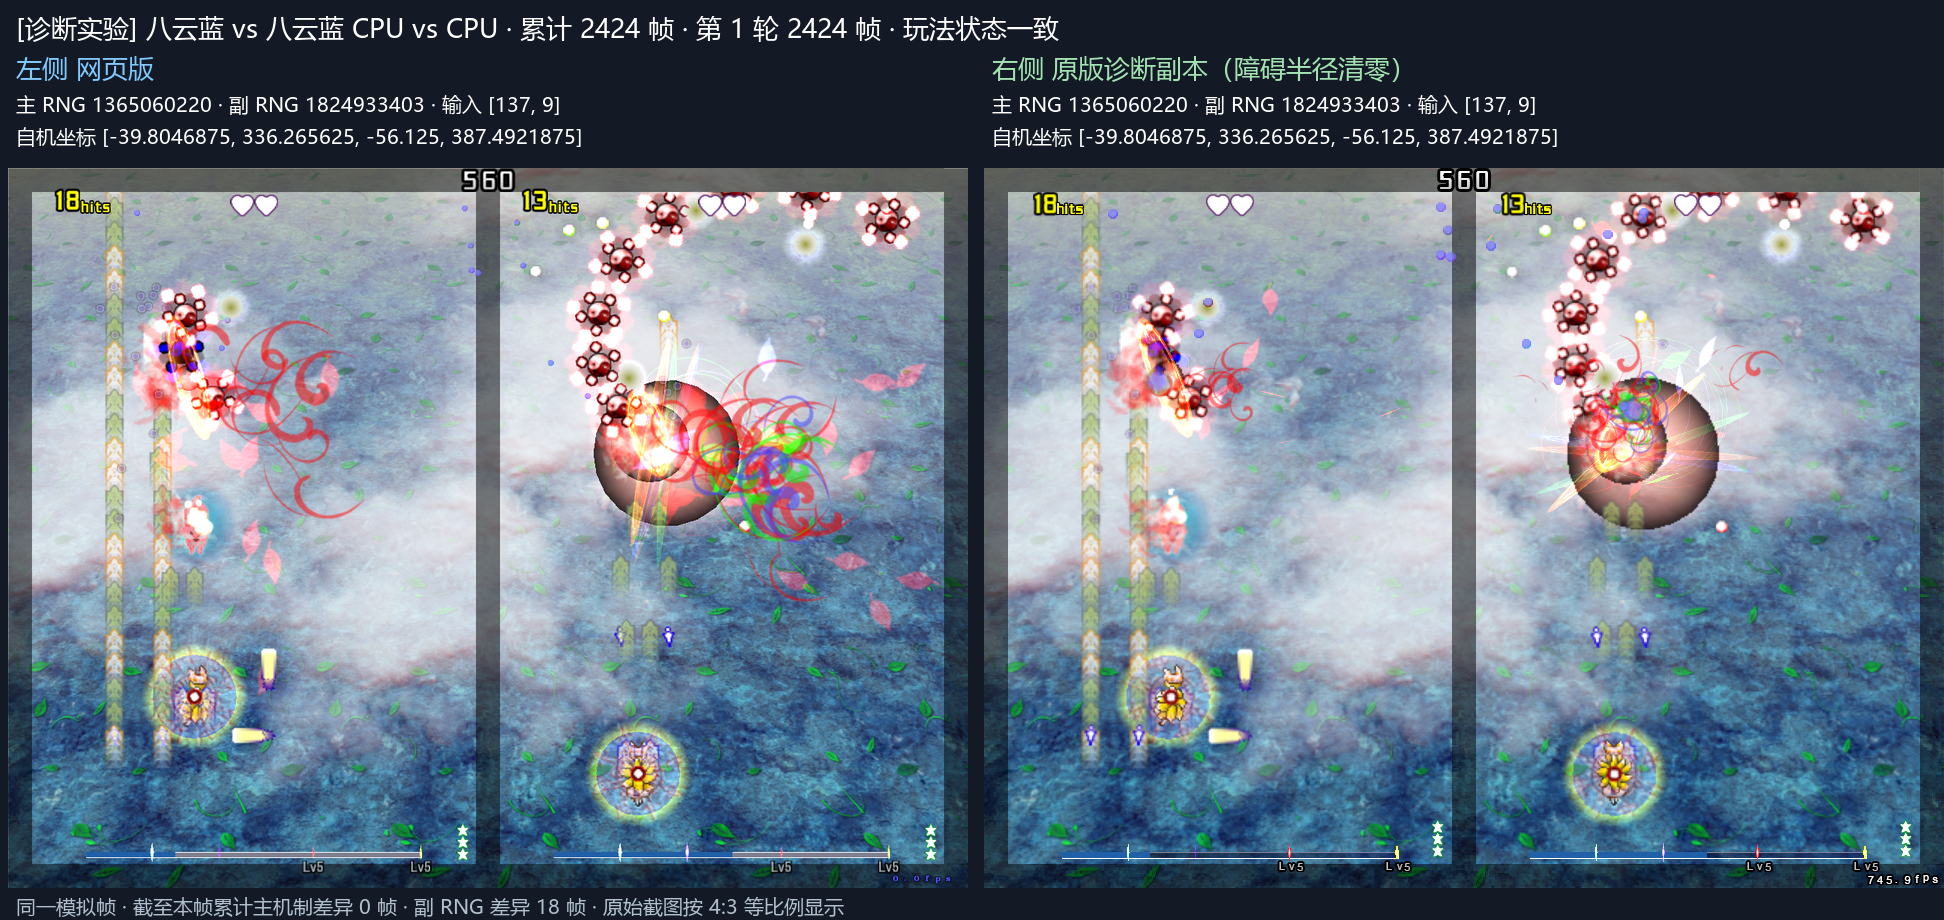 [诊断实验] 八云蓝 vs 八云蓝 CPU vs CPU · 累计 2424 帧 · 第 1 轮 2424 帧 · 玩法状态一致
左侧 网页版
主 RNG 1365060220 · 副 RNG 1824933403 · 输入 [137, 9]
自机坐标 [-39.8046875, 336.265625, -56.125, 387.4921875]
右侧 原版诊断副本（障碍半径清零）
主 RNG 1365060220 · 副 RNG 1824933403 · 输入 [137, 9]
自机坐标 [-39.8046875, 336.265625, -56.125, 387.4921875]
560
18hits
13hits
Lv5
Lv5
Lv5
Lv5
0.0fps
560
18hits
13hits
Lv5
Lv5
Lv5
Lv5
745.9fps
同一模拟帧 · 截至本帧累计主机制差异 0 帧 · 副 RNG 差异 18 帧 · 原始截图按 4:3 等比例显示